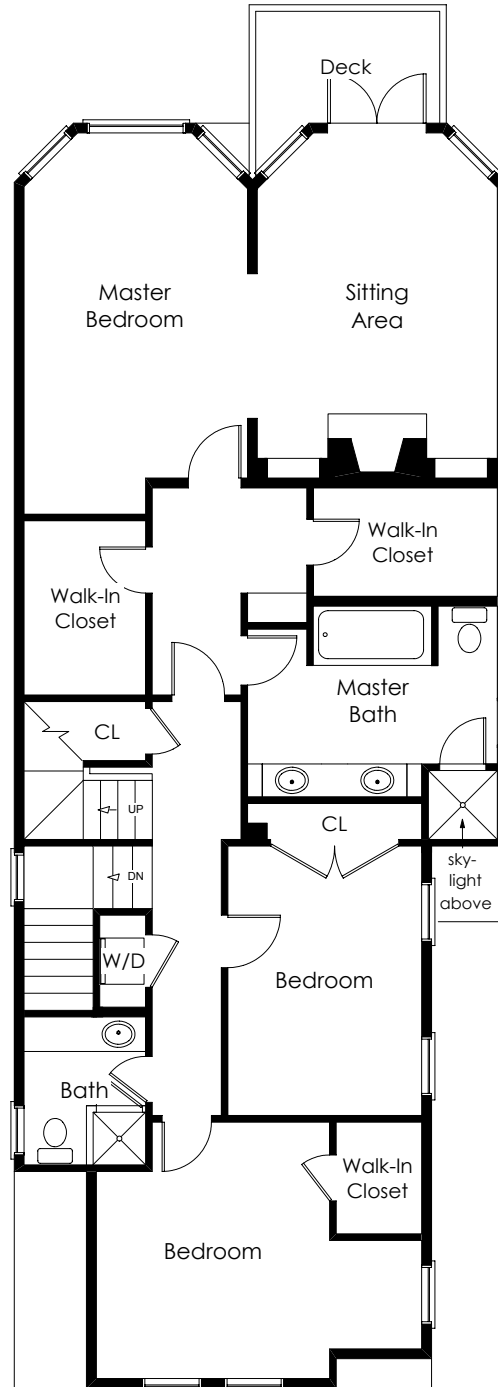 Deck
Master
Bedroom
Sitting
Area
Walk-In
Closet
Walk-In
Closet
Master
Bath
CL
UP
CL
DN
sky-
light
above
W/D
Bedroom
Bath
Walk-In
Closet
Bedroom